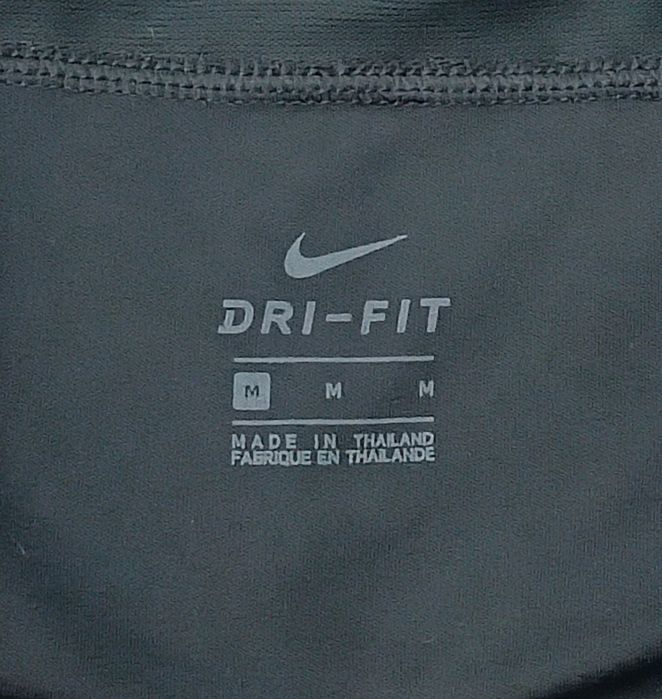 DRI-FIT
M M M
MADE IN THAILAND
FABRIQUE EN THAILANDE